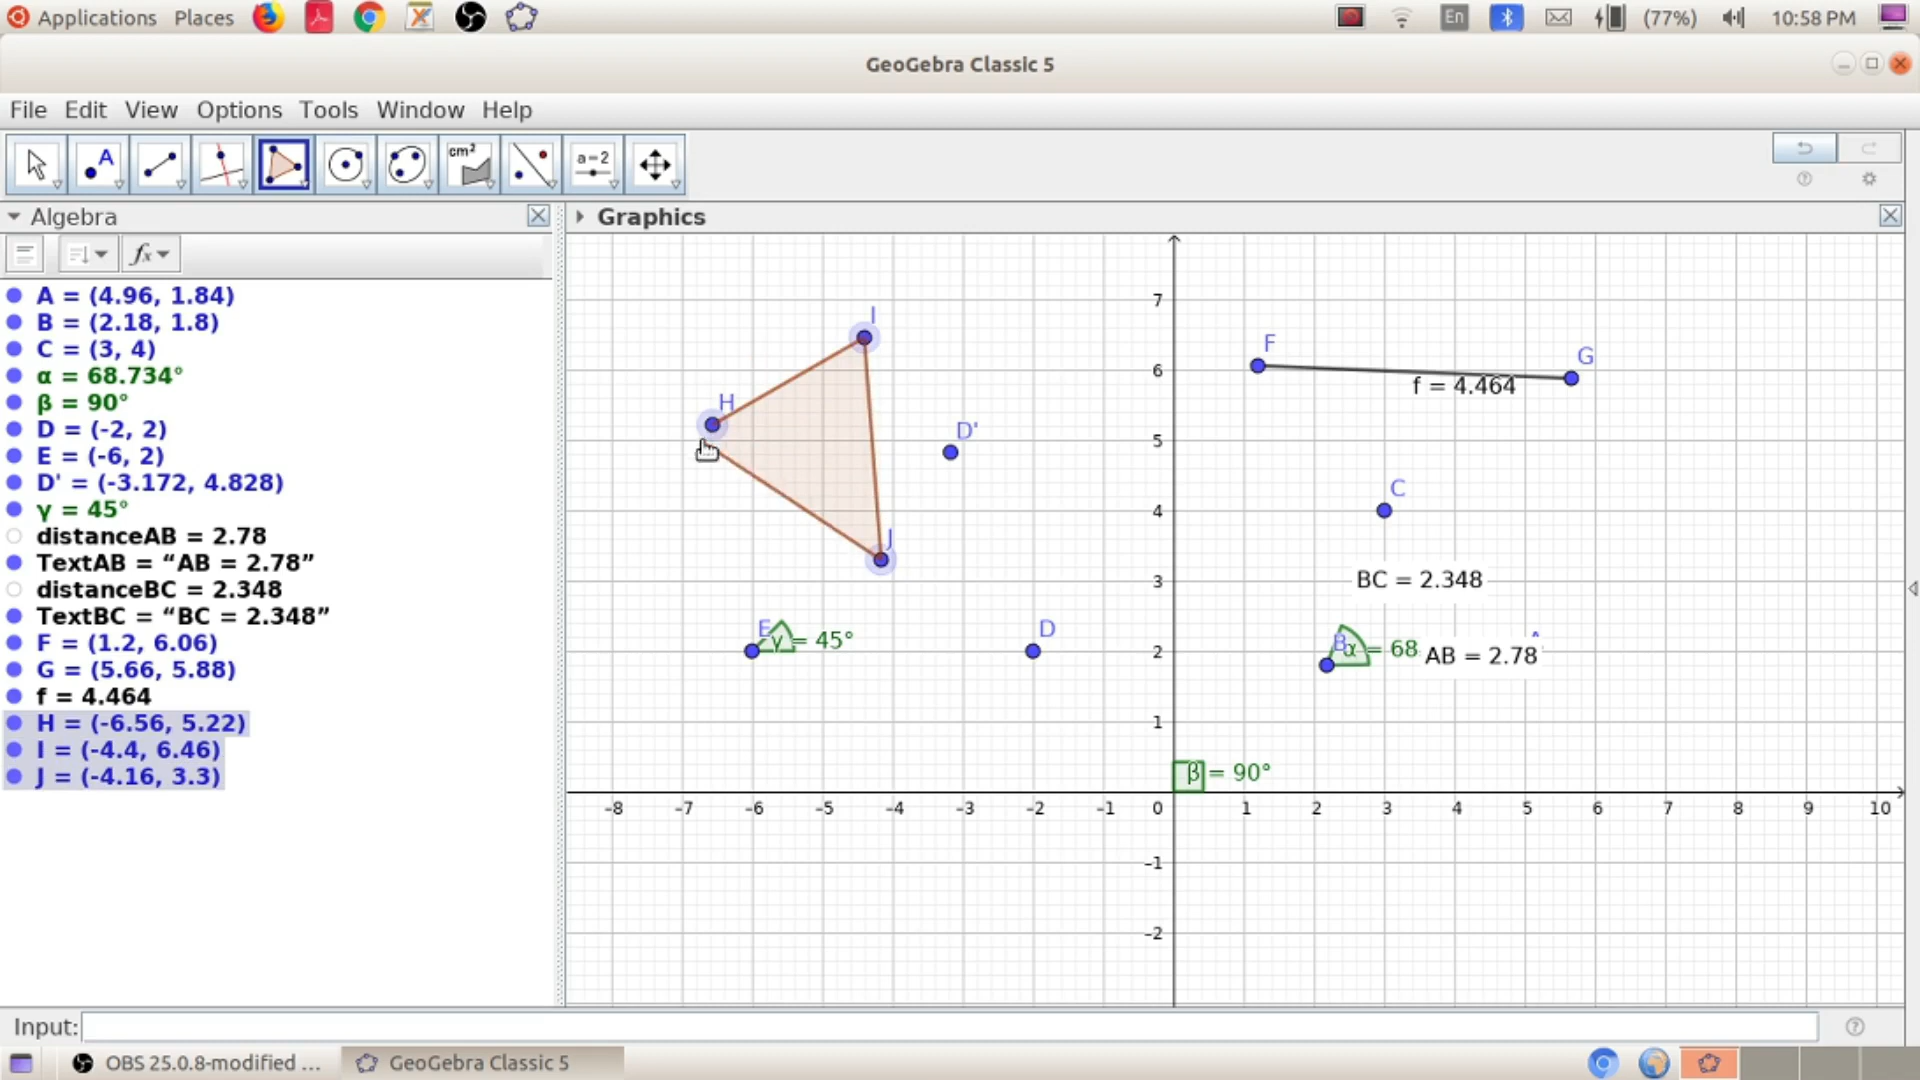 Applications Places En (77%) 10:58 PM
GeoGebra Classic 5
File Edit View Options Tools Window Help
A cm² a=2
Algebra
Graphics
fx
A = (4.96, 1.84)
B = (2.18, 1.8)
C = (3, 4)
α = 68.734°
β = 90°
D = (-2, 2)
E = (-6, 2)
D' = (-3.172, 4.828)
γ = 45°
distanceAB = 2.78
TextAB = “AB = 2.78”
distanceBC = 2.348
TextBC = “BC = 2.348”
F = (1.2, 6.06)
G = (5.66, 5.88)
f = 4.464
H = (-6.56, 5.22)
I = (-4.4, 6.46)
J = (-4.16, 3.3)
7
I
F
G
6
f = 4.464
H
D'
5
C
4
J
3
BC = 2.348
E
γ = 45°
D
2
B
α = 68
AB = 2.78
1
β = 90°
-8 -7 -6 -5 -4 -3 -2 -1 0 1 2 3 4 5 6 7 8 9 10
-1
-2
Input:
OBS 25.0.8-modified ...
GeoGebra Classic 5